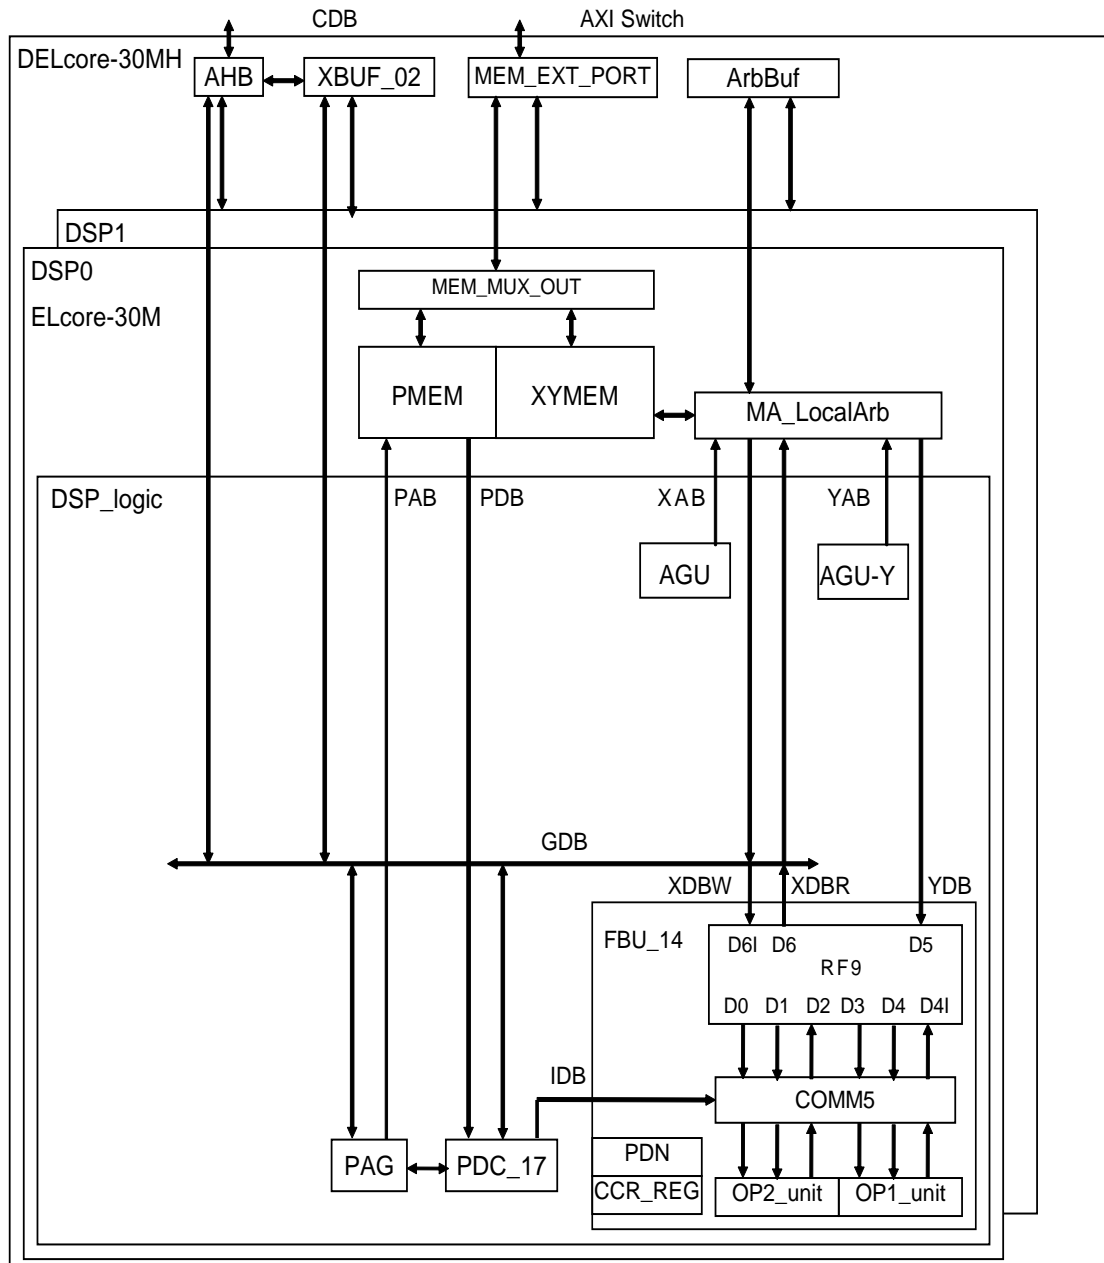 CDB AXI Switch
DELcore-30MH
AHB XBUF_02 MEM_EXT_PORT ArbBuf
DSP1
DSP0
MEM_MUX_OUT
ELcore-30M
PMEM XYMEM MA_LocalArb
DSP_logic PAB PDB XAB YAB
AGU AGU-Y
GDB
XDBW XDBR YDB
FBU_14 D6I D6 D5
RF9
D0 D1 D2 D3 D4 D4I
IDB
COMM5
PAG PDC_17 PDN
CCR_REG OP2_unit OP1_unit